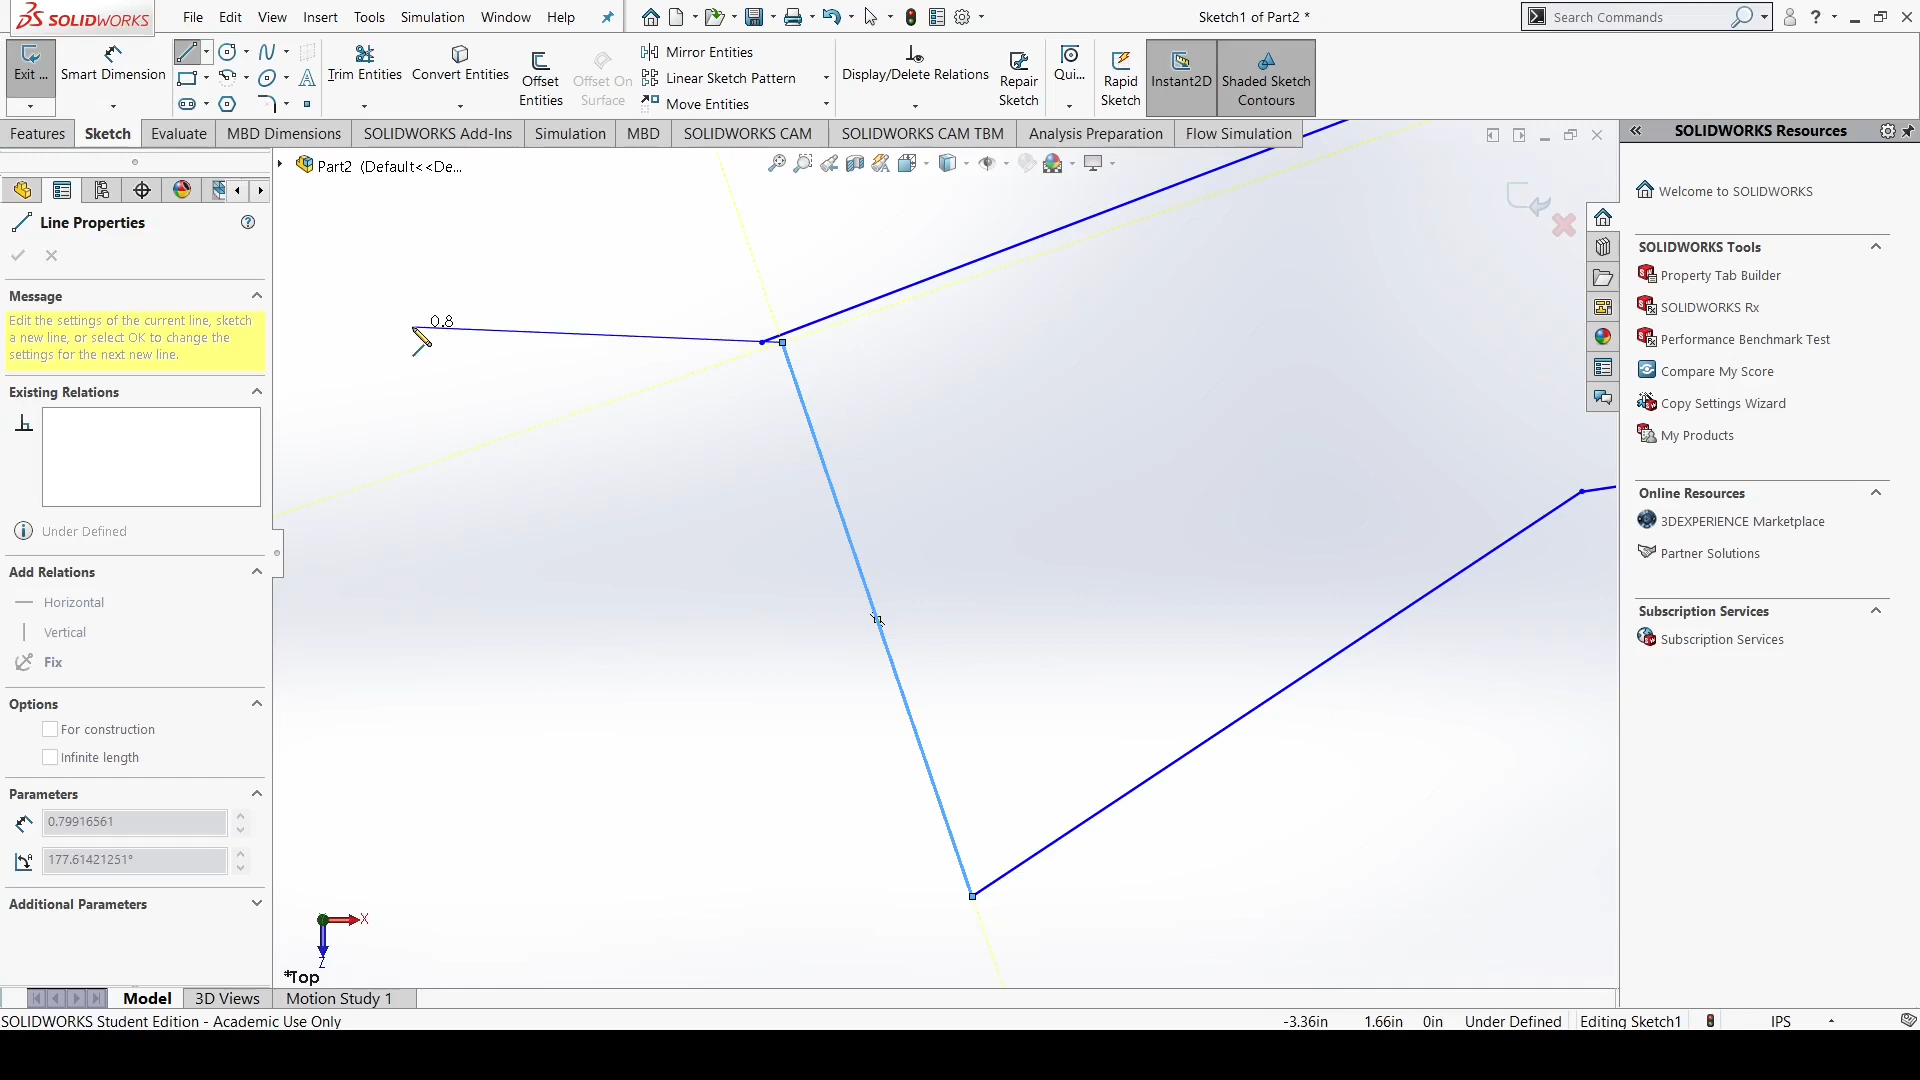 SOLIDWORKS
File Edit View Insert Tools Simulation Window Help
Sketch1 of Part2 *
Search Commands
Exit ...
Smart Dimension
Trim Entities
Convert Entities
Offset Entities
Offset On Surface
Mirror Entities
Linear Sketch Pattern
Move Entities
Display/Delete Relations
Repair Sketch
Qui...
Rapid Sketch
Instant2D
Shaded Sketch Contours
Features Sketch Evaluate MBD Dimensions SOLIDWORKS Add-Ins Simulation MBD SOLIDWORKS CAM SOLIDWORKS CAM TBM Analysis Preparation Flow Simulation
Part2 (Default<<De...
Line Properties
Message
Edit the settings of the current line, sketch
a new line, or select OK to change the
settings for the next new line.
Existing Relations
Under Defined
Add Relations
Horizontal
Vertical
Fix
Options
For construction
Infinite length
Parameters
0.79916561
177.61421251°
Additional Parameters
0.8
X
Z
*Top
SOLIDWORKS Resources
Welcome to SOLIDWORKS
SOLIDWORKS Tools
Property Tab Builder
SOLIDWORKS Rx
Performance Benchmark Test
Compare My Score
Copy Settings Wizard
My Products
Online Resources
3DEXPERIENCE Marketplace
Partner Solutions
Subscription Services
Subscription Services
Model 3D Views Motion Study 1
SOLIDWORKS Student Edition - Academic Use Only
-3.36in 1.66in 0in Under Defined Editing Sketch1 IPS